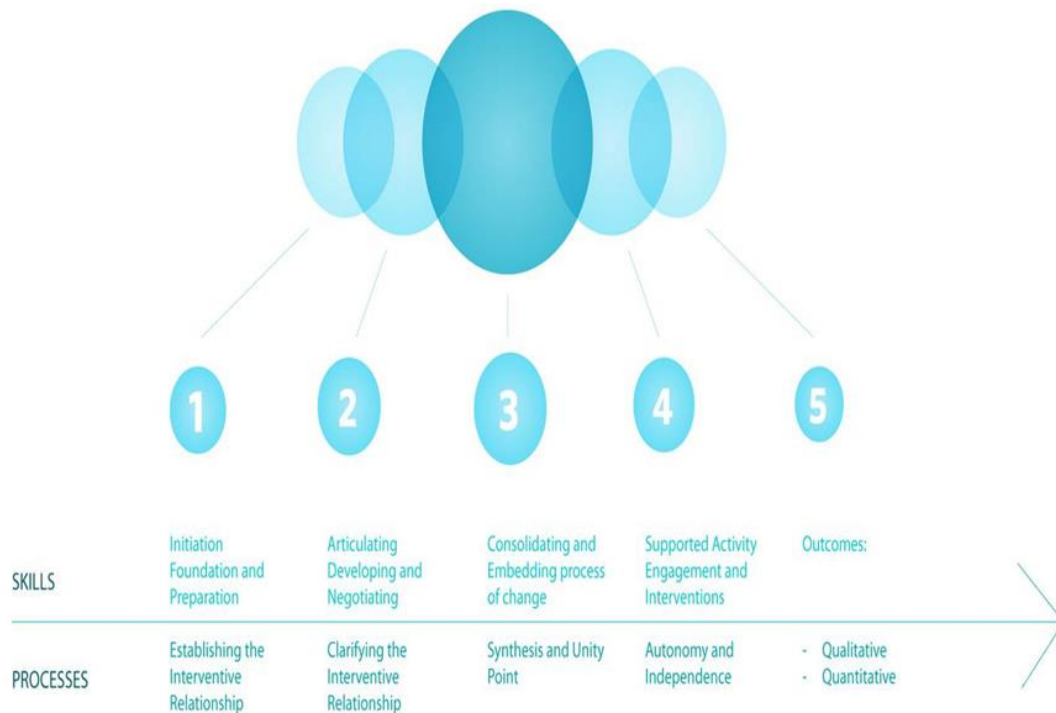 1
2
3
4
5
SKILLS
Initiation
Foundation and
Preparation
Articulating
Developing and
Negotiating
Consolidating and
Embedding process
of change
Supported Activity
Engagement and
Interventions
Outcomes:
PROCESSES
Establishing the
Interventive
Relationship
Clarifying the
Interventive
Relationship
Synthesis and Unity
Point
Autonomy and
Independence
- Qualitative
- Quantitative